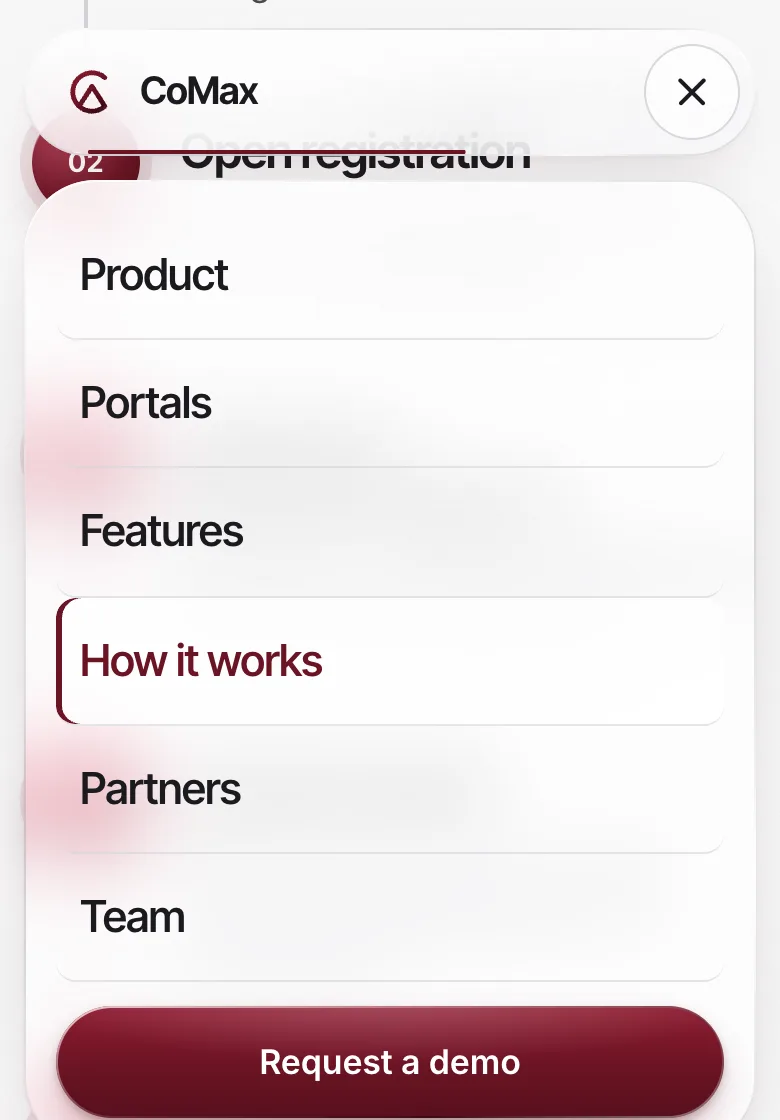 CoMax
02
Open registration
Product
Portals
Features
How it works
Partners
Team
Request a demo